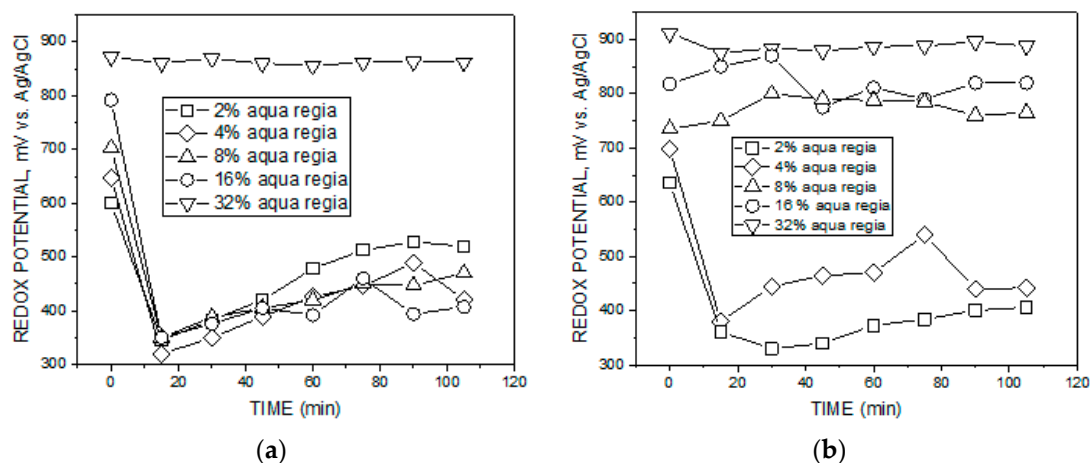 900
800
700
600
500
400
300
REDOX POTENTIAL, mV vs. Ag/AgCl
2% aqua regia
4% aqua regia
8% aqua regia
16% aqua regia
32% aqua regia
0 20 40 60 80 100 120
TIME (min)
(a)
900
800
700
600
500
400
300
REDOX POTENTIAL, mV vs. Ag/AgCl
2% aqua regia
4% aqua regia
8% aqua regia
16% aqua regia
32% aqua regia
0 20 40 60 80 100 120
TIME (min)
(b)